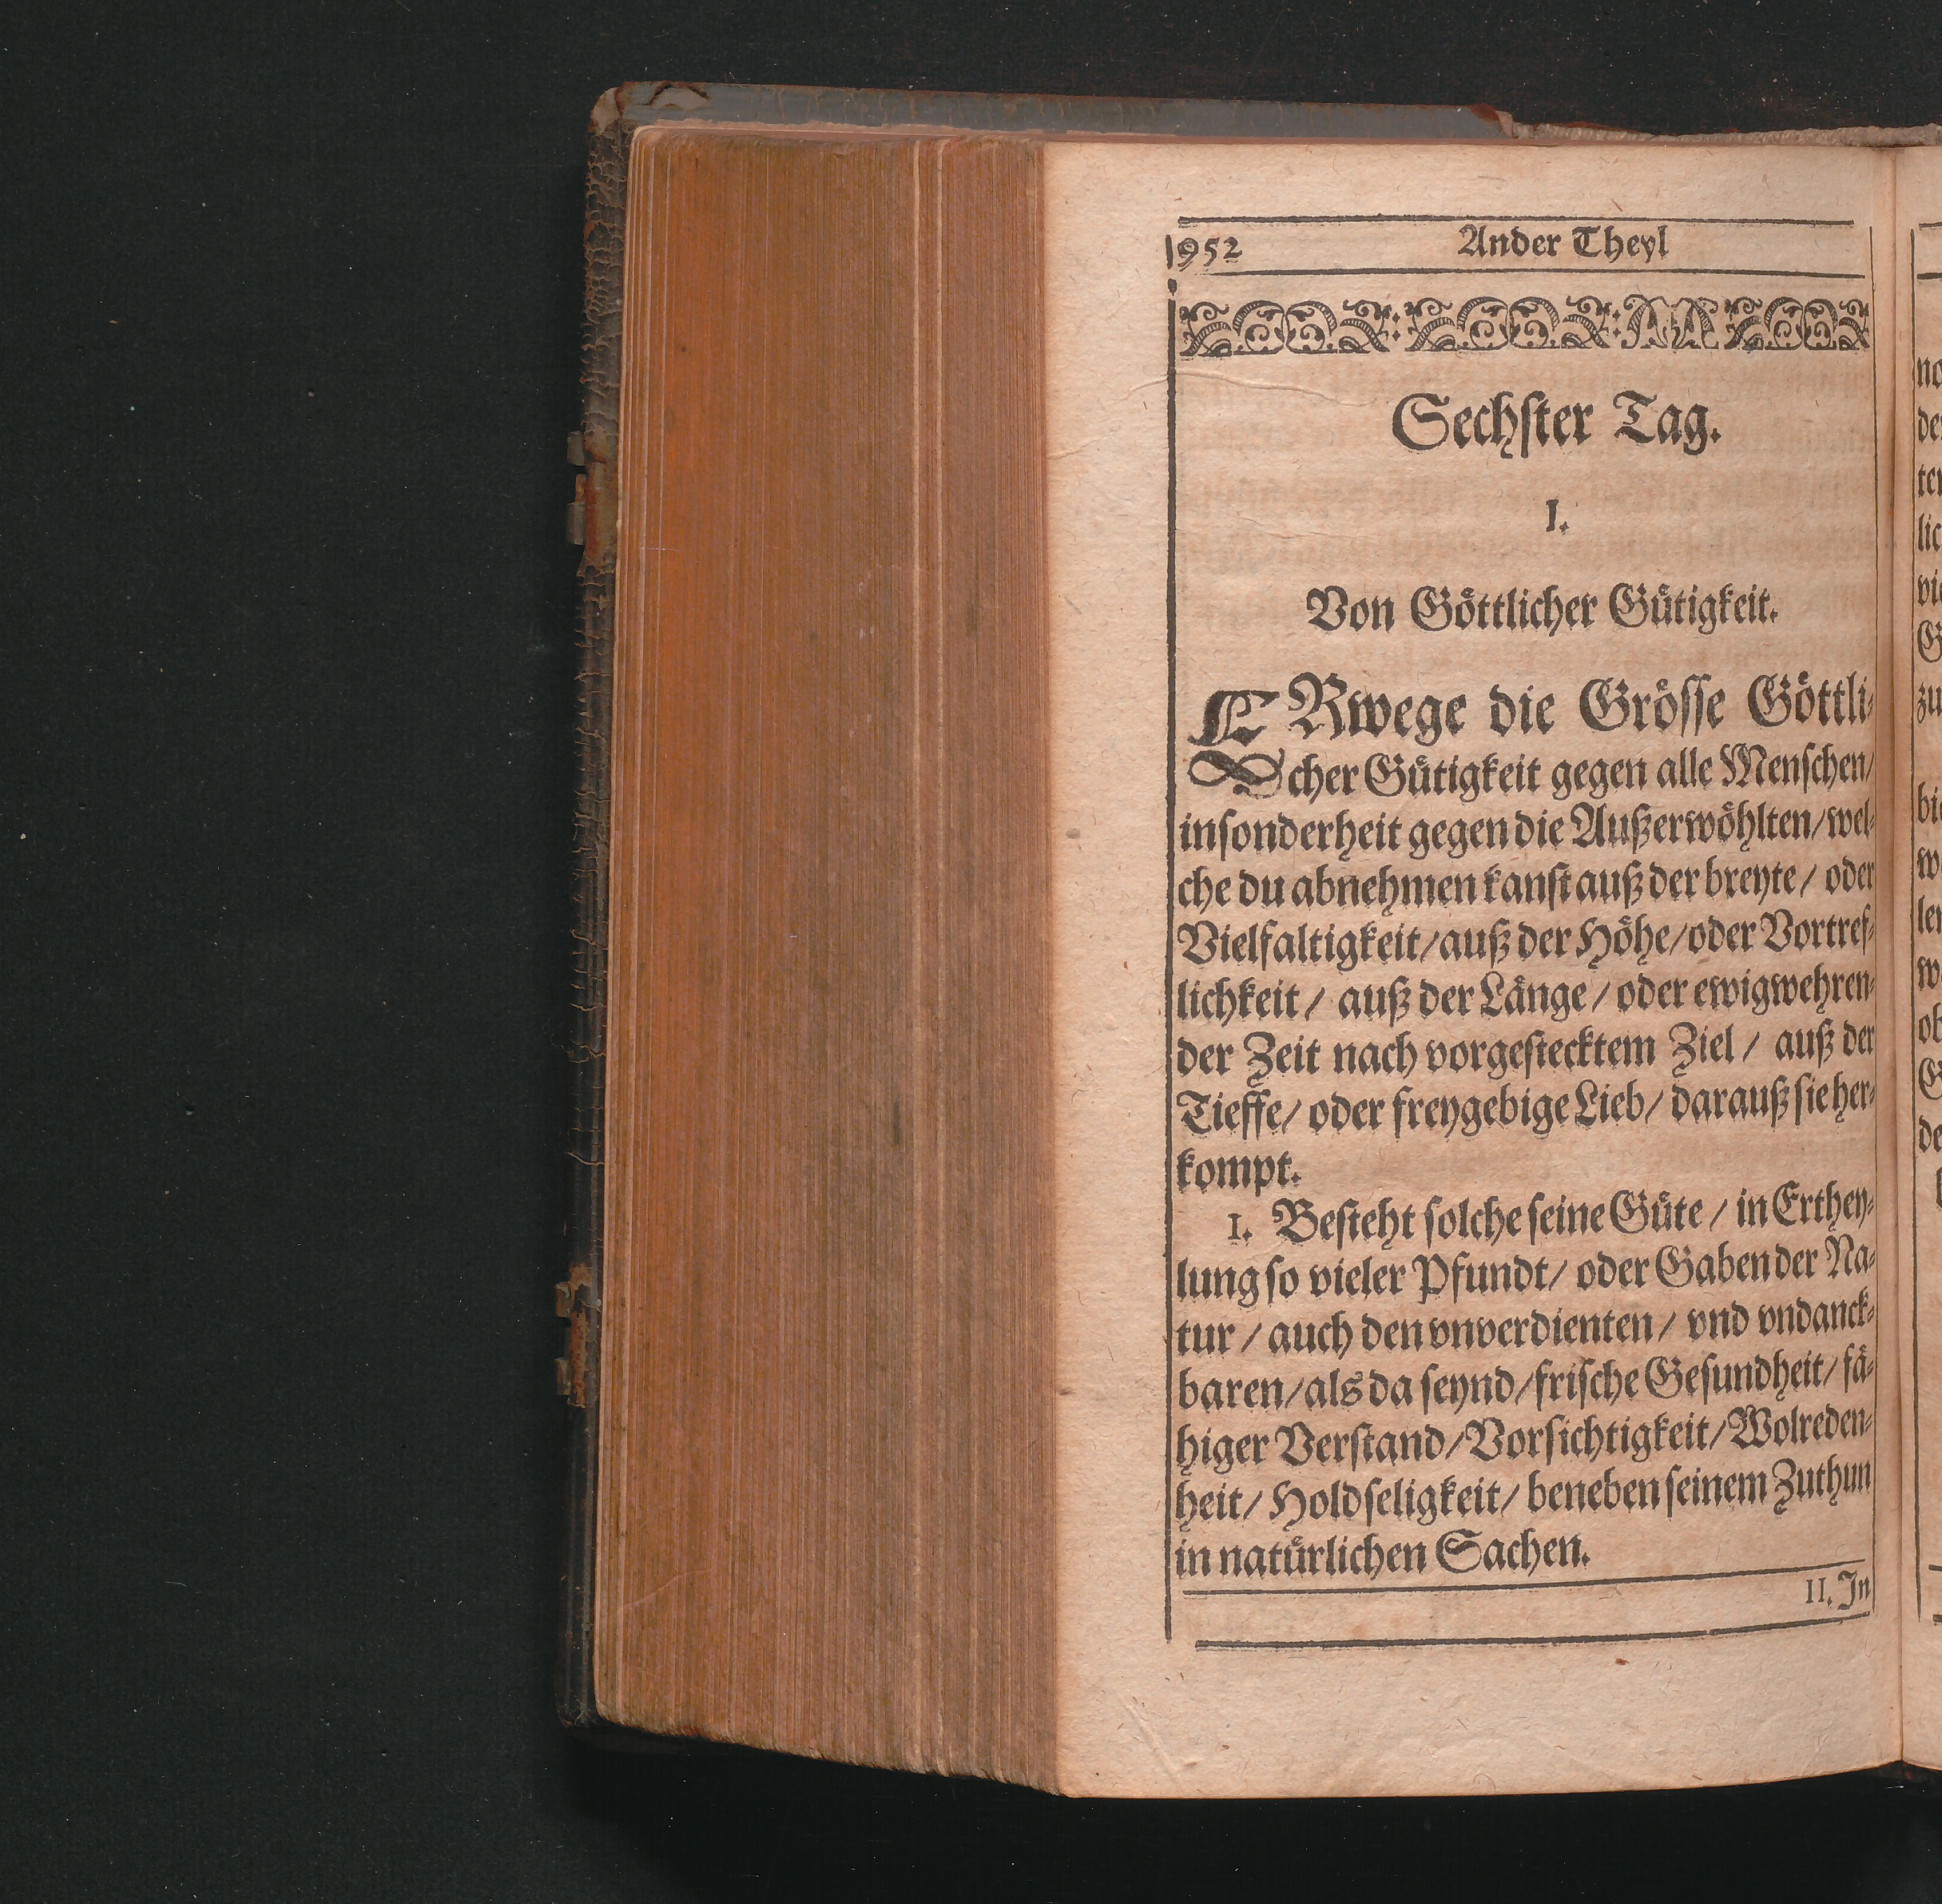 952 Ander Theyl
Sechster Tag.
I.
Von Göttlicher Gütigkeit.
ERwege die Grösse Göttli-
cher Gütigkeit gegen alle Menschen/
insonderheit gegen die Außerwöhlten/wel-
che du abnehmen kanst auß der breyte/ oder
Vielfaltigkeit/auß der Höhe/oder Vortref-
lichkeit/ auß der Länge/ oder ewigwehren-
der Zeit nach vorgestecktem Ziel/ auß der
Tieffe/ oder freygebige Lieb/ darauß sie her-
kompt.
I. Besteht solche seine Güte/ in Erthey-
lung so vieler Pfundt/ oder Gaben der Na-
tur/ auch den vnverdienten/ vnd vndanck-
baren/als da seynd/frische Gesundheit/ fä-
higer Verstand/Vorsichtigkeit/Wolreden-
heit/ Holdseligkeit/ beneben seinem Zuthun
in natürlichen Sachen.
II. Jn